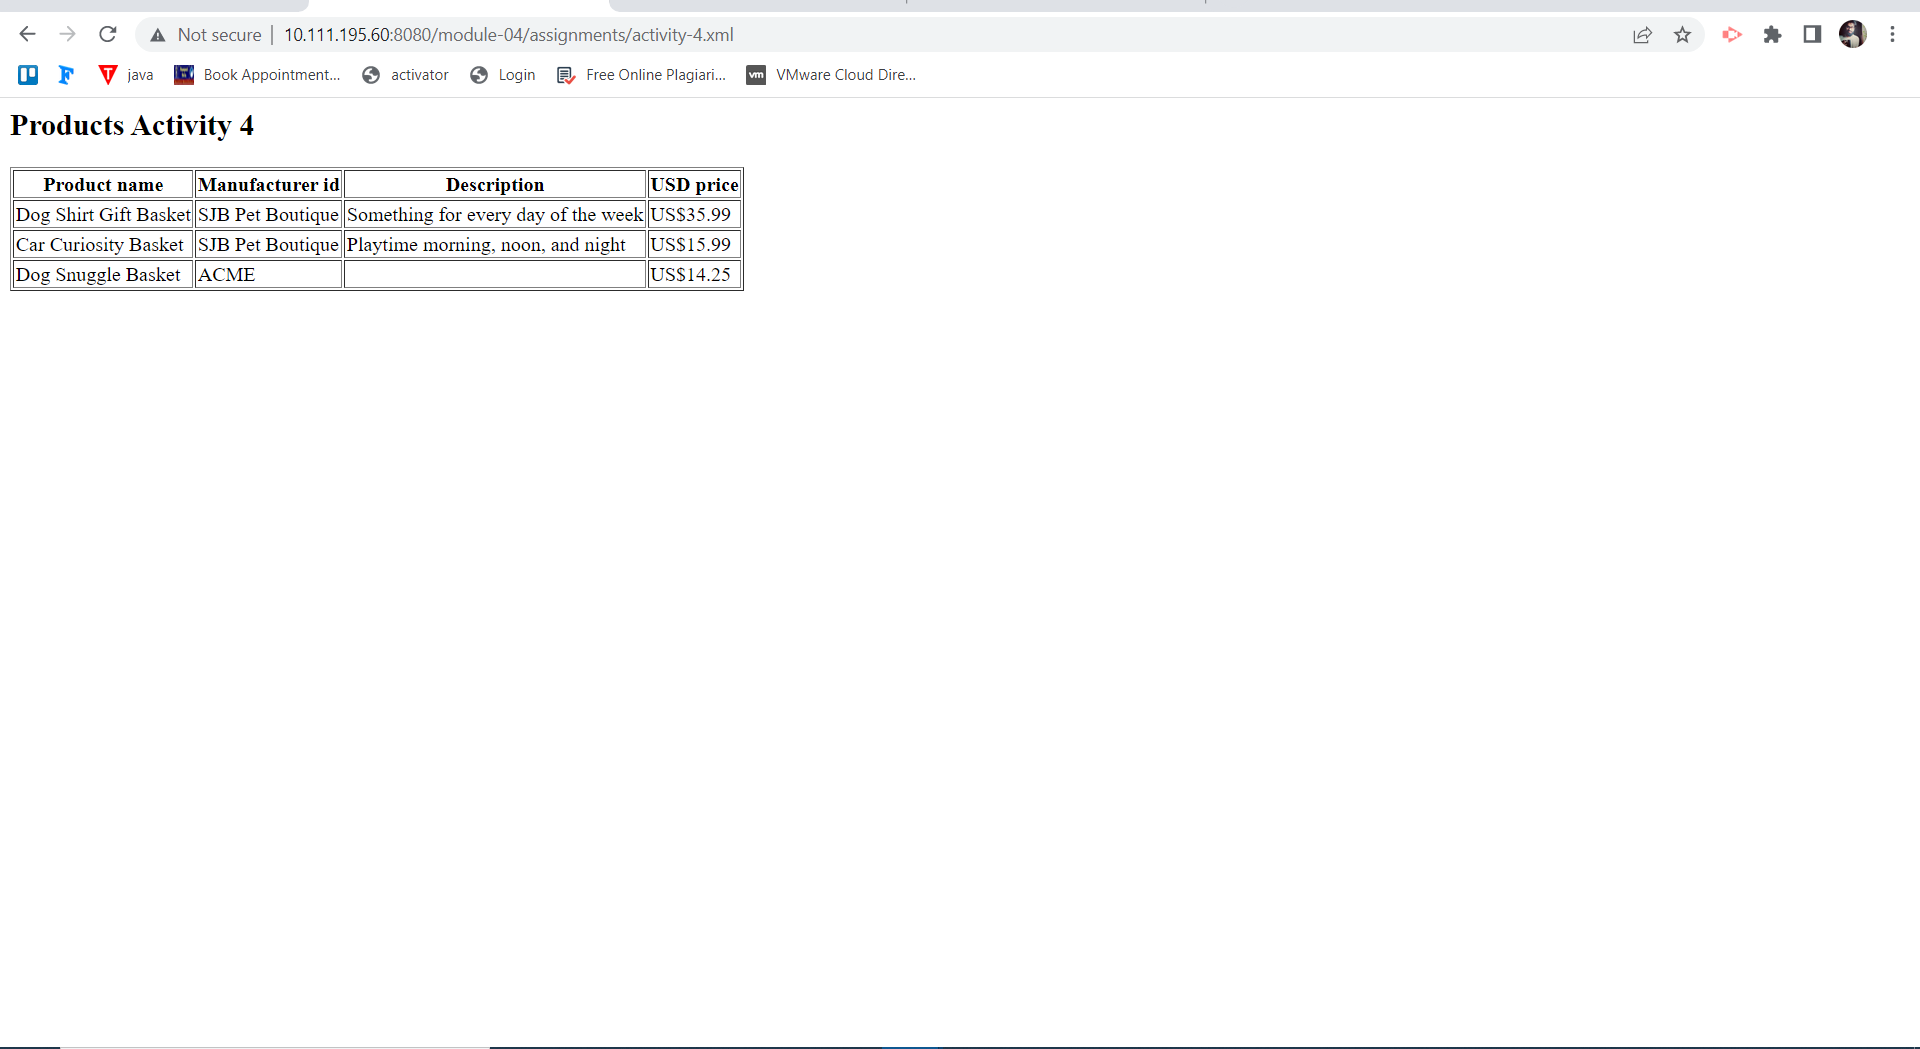 Not secure | 10.111.195.60:8080/module-04/assignments/activity-4.xml
java Book Appointment... activator Login Free Online Plagiari... vm VMware Cloud Dire...
Products Activity 4
Product name Manufacturer id Description USD price
Dog Shirt Gift Basket SJB Pet Boutique Something for every day of the week US$35.99
Car Curiosity Basket SJB Pet Boutique Playtime morning, noon, and night US$15.99
Dog Snuggle Basket ACME US$14.25